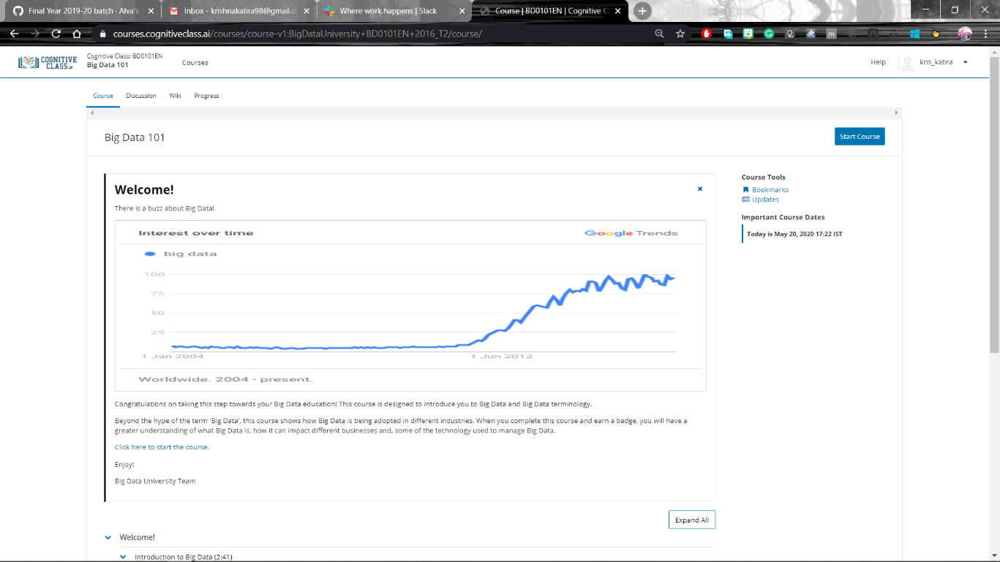 Final Year 2019-20 batch - Alva's
Inbox - krishnakatira98@gmail.c
Where work happens | Slack
Course | BD0101EN | Cognitive C
courses.cognitiveclass.ai/courses/course-v1:BigDataUniversity+BD0101EN+2016_T2/course/
COGNITIVE
CLASS.ai
Cognitive Class: BD0101EN
Big Data 101
Courses
Help
kris_katira
Course
Discussion
Wiki
Progress
Big Data 101
Start Course
Welcome!
There is a buzz about Big Data!
Interest over time
Google Trends
big data
100
75
50
25
1 Jan 2004
1 Jun 2012
Worldwide. 2004 - present.
Congratulations on taking this step towards your Big Data education! This course is designed to introduce you to Big Data and Big Data terminology.
Beyond the hype of the term 'Big Data', this course shows how Big Data is being adopted in different industries. When you complete this course and earn a badge, you will have a
greater understanding of what Big Data is, how it can impact different businesses and, some of the technology used to manage Big Data.
Click here to start the course.
Enjoy!
Big Data University Team
Course Tools
Bookmarks
Updates
Important Course Dates
Today is May 20, 2020 17:22 IST
Expand All
Welcome!
Introduction to Big Data (2:41)